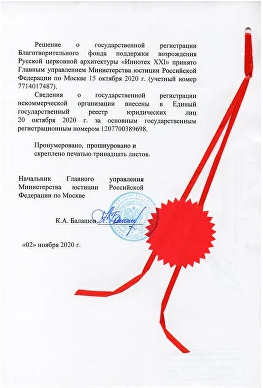 Решение о государственной регистрации
Благотворительного фонда поддержки возрождения
Русской церковной архитектуры «Иннотех XXI» принято
Главным управлением Министерства юстиции Российской
Федерации по Москве 15 октября 2020 г. (учетный номер
7714017487).
Сведения о государственной регистрации
некоммерческой организации внесены в Единый
государственный реестр юридических лиц
20 октября 2020 г. за основным государственным
регистрационным номером 1207700389698.
Пронумеровано, прошнуровано и
скреплено печатью тринадцать листов.
Начальник Главного управления
Министерства юстиции Российской
Федерации по Москве
К.А. Балашов
«02» ноября 2020 г.